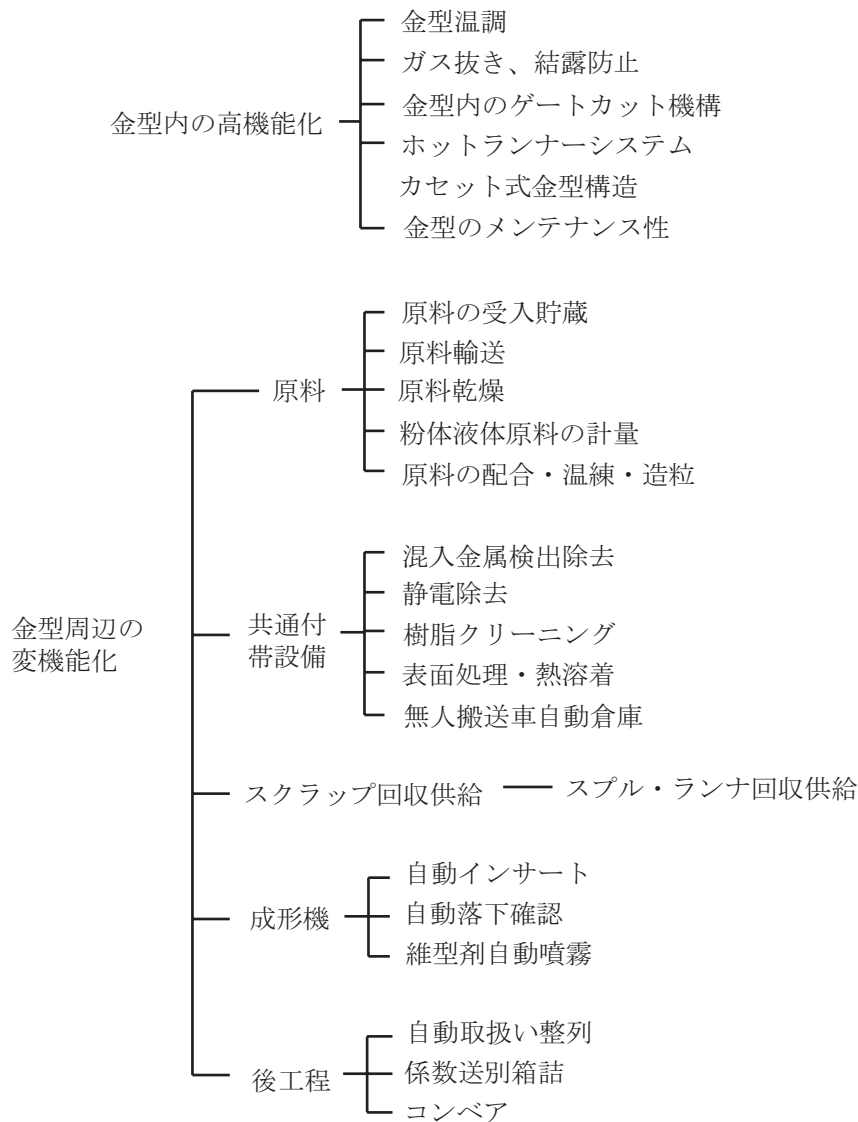 金型温調
ガス抜き、結露防止
金型内のゲートカット機構
金型内の高機能化
ホットランナーシステム
カセット式金型構造
金型のメンテナンス性
原料の受入貯蔵
原料輸送
原料
原料乾燥
粉体液体原料の計量
原料の配合・温練・造粒
混入金属検出除去
静電除去
金型周辺の
変機能化
共通付
帯設備
樹脂クリーニング
表面処理・熱溶着
無人搬送車自動倉庫
スクラップ回収供給
スプル・ランナ回収供給
自動インサート
成形機
自動落下確認
維型剤自動噴霧
自動取扱い整列
後工程
係数送別箱詰
コンベア